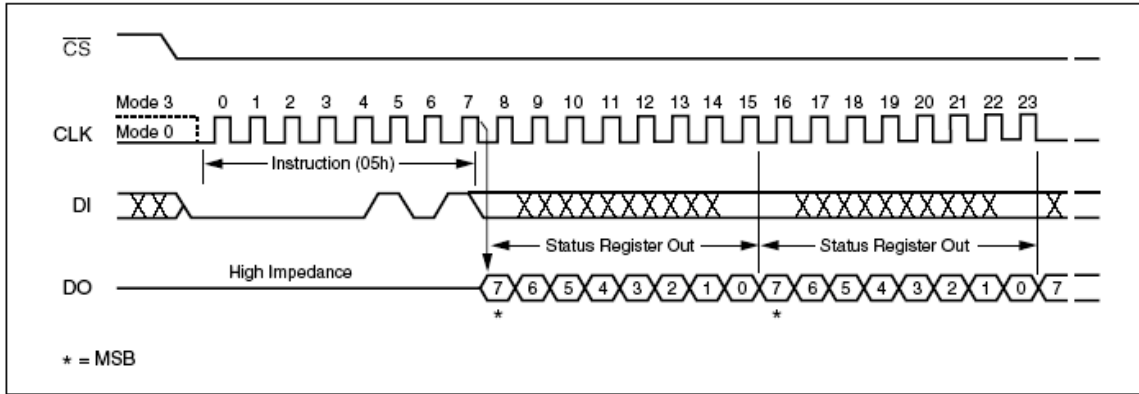 CS
Mode 3 0 1 2 3 4 5 6 7 8 9 10 11 12 13 14 15 16 17 18 19 20 21 22 23
CLK Mode 0
Instruction (05h)
DI
Status Register Out Status Register Out
High Impedance
DO 7 6 5 4 3 2 1 0 7 6 5 4 3 2 1 0 7
* *
* = MSB